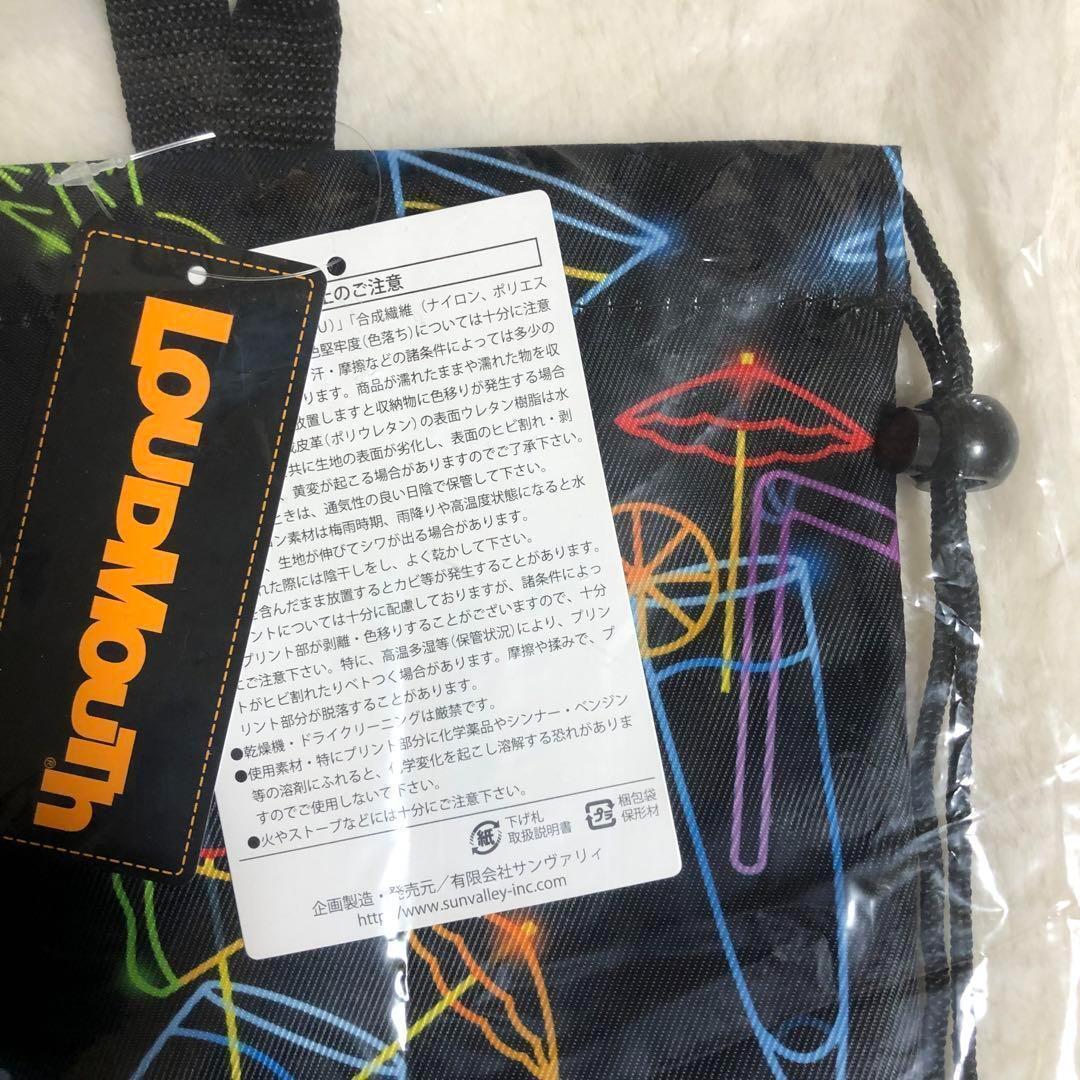 LOUDMOUTH
®
上のご注意
U)」「合成繊維（ナイロン、ポリエス
色堅牢度（色落ち）については十分に注意
汗・摩擦などの諸条件によっては多少の
ります。商品が濡れたままや濡れた物を収
放置しますと収納物に色移りが発生する場合
皮革（ポリウレタン）の表面ウレタン樹脂は水
共に生地の表面が劣化し、表面のヒビ割れ・剥
、黄変が起こる場合がありますのでご了承下さい。
ときは、通気性の良い日陰で保管して下さい。
ン素材は梅雨時期、雨降りや高温度状態になると水
、生地が伸びてシワが出る場合があります。
れた際には陰干しをし、よく乾かして下さい。
を含んだまま放置するとカビ等が発生することがあります。
ントについては十分に配慮しておりますが、諸条件によっ
プリント部が剥離・色移りすることがございますので、十分
にご注意下さい。特に、高温多湿等（保管状況）により、プリン
トがヒビ割れたりベトつく場合があります。摩擦や揉みで、プ
リント部分が脱落することがあります。
●乾燥機・ドライクリーニングは厳禁です。
●使用素材・特にプリント部分に化学薬品やシンナー・ベンジン
等の溶剤にふれると、化学変化を起こし溶解する恐れがありま
すのでご使用しないで下さい。
●火やストーブなどには十分にご注意下さい。
紙 下げ札 プラ 梱包袋
取扱説明書 保形材
企画製造・発売元／有限会社サンヴァリィ
http://www.sunvalley-inc.com